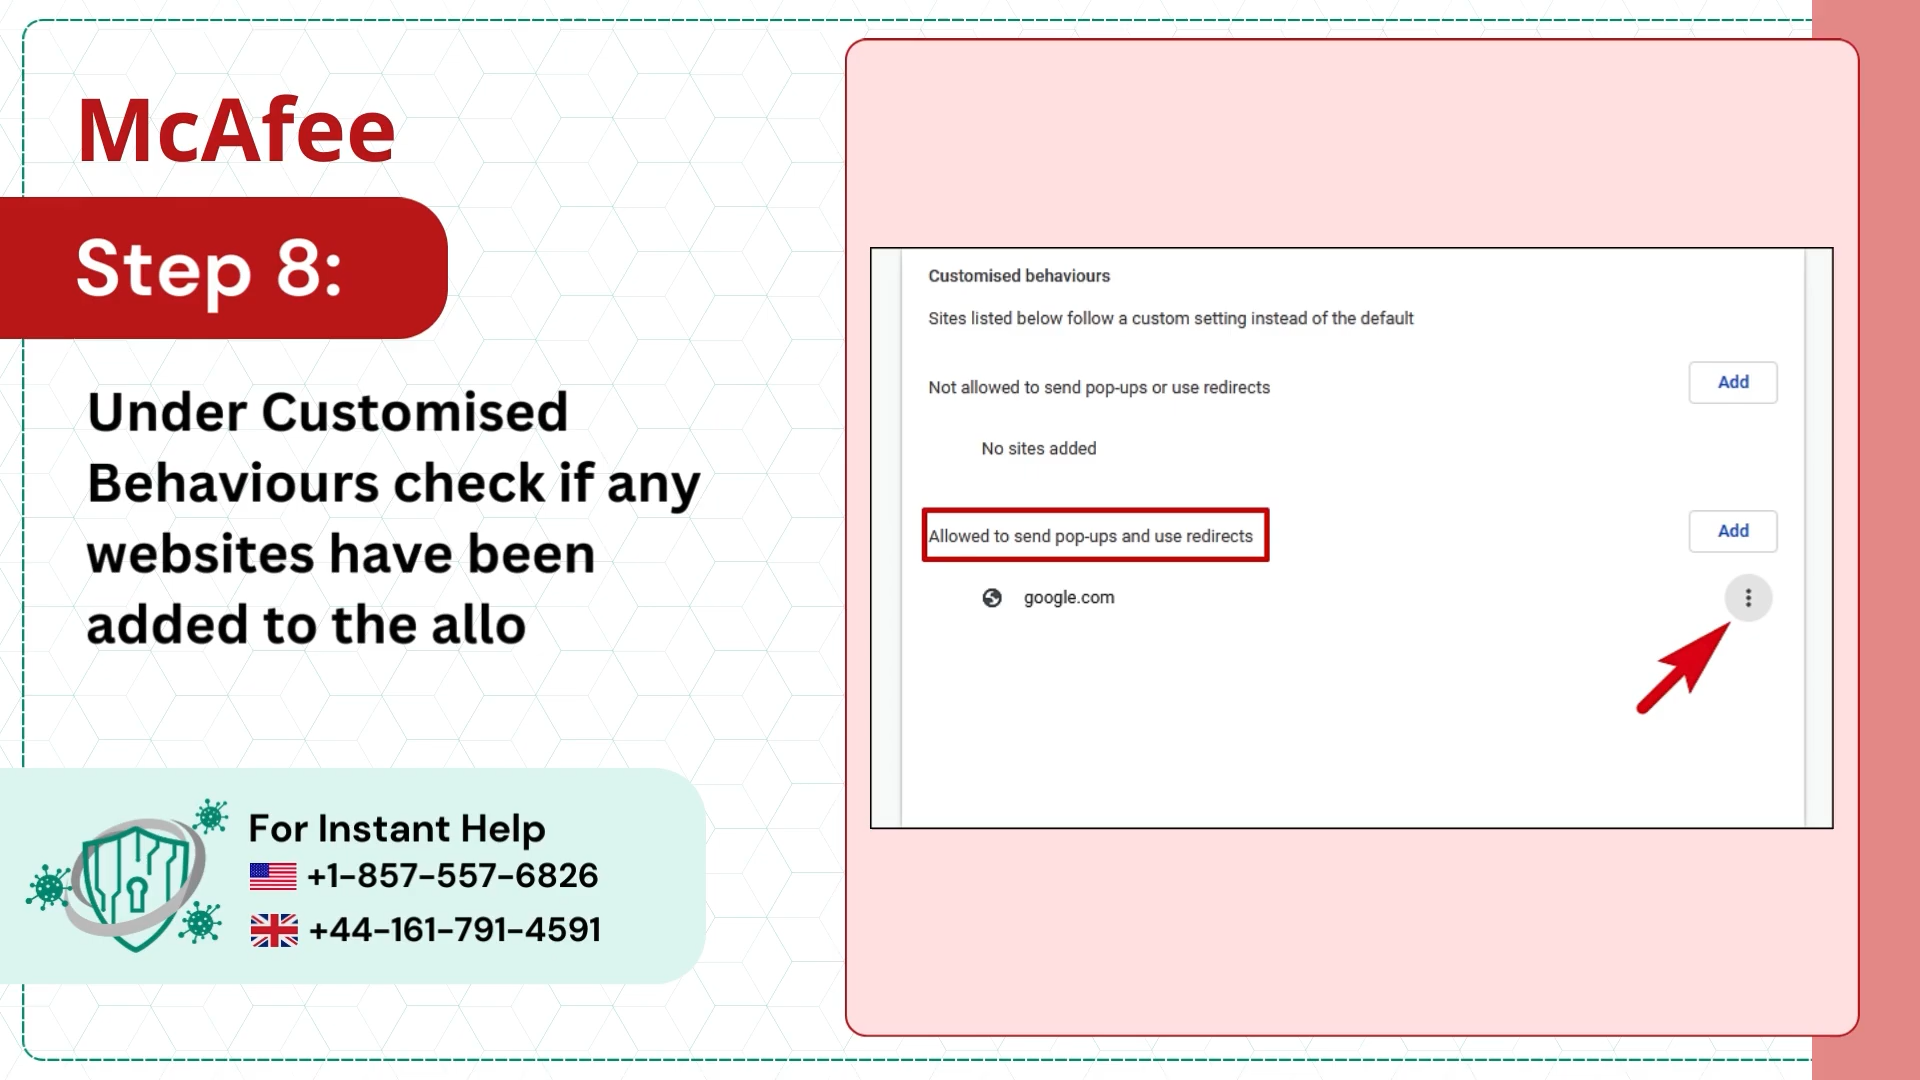 McAfee
Step 8:
Under Customised
Behaviours check if any
websites have been
added to the allo
For Instant Help
+1-857-557-6826
+44-161-791-4591
Customised behaviours
Sites listed below follow a custom setting instead of the default
Not allowed to send pop-ups or use redirects
Add
No sites added
Allowed to send pop-ups and use redirects
Add
google.com